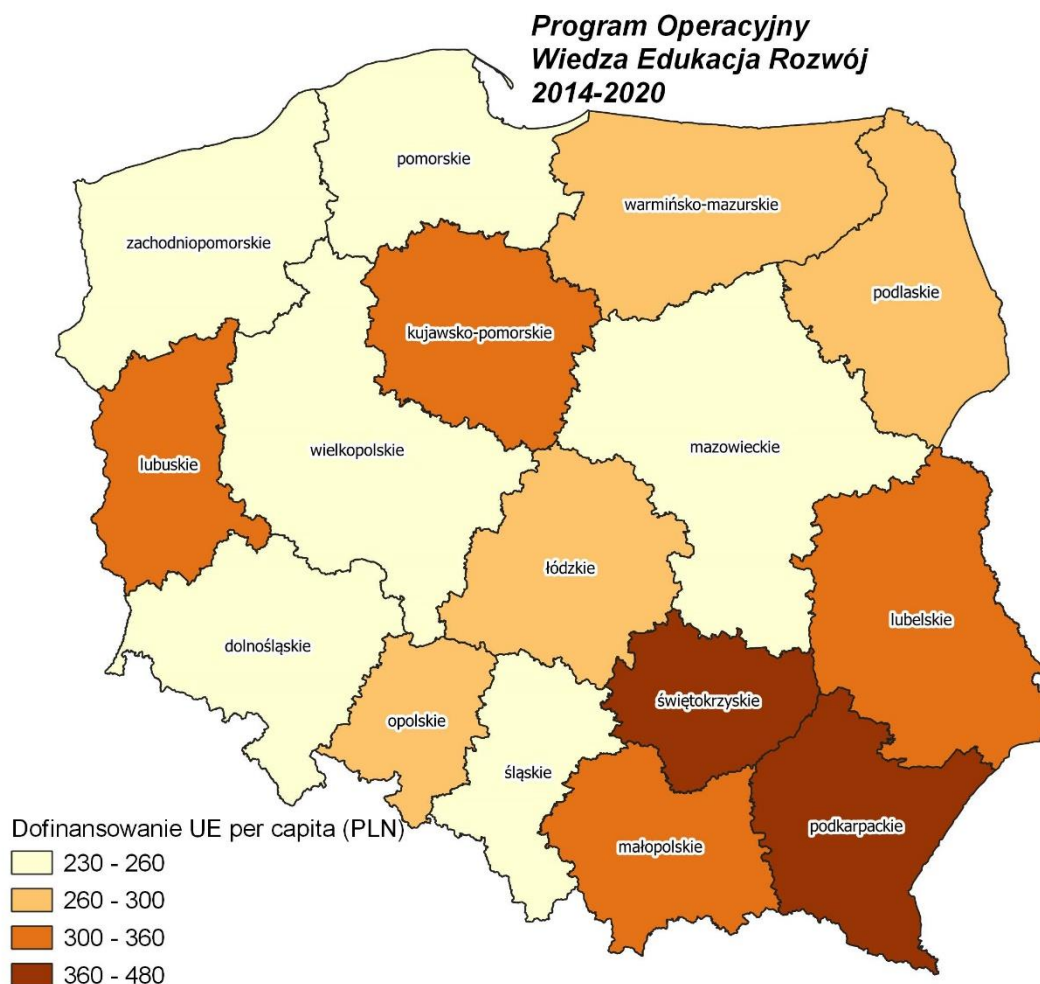 Program Operacyjny
Wiedza Edukacja Rozwój
2014-2020
pomorskie
warmińsko-mazurskie
zachodniopomorskie
podlaskie
kujawsko-pomorskie
mazowieckie
wielkopolskie
lubuskie
łódzkie
lubelskie
dolnośląskie
świętokrzyskie
opolskie
śląskie
podkarpackie
małopolskie
Dofinansowanie UE per capita (PLN)
230 - 260
260 - 300
300 - 360
360 - 480